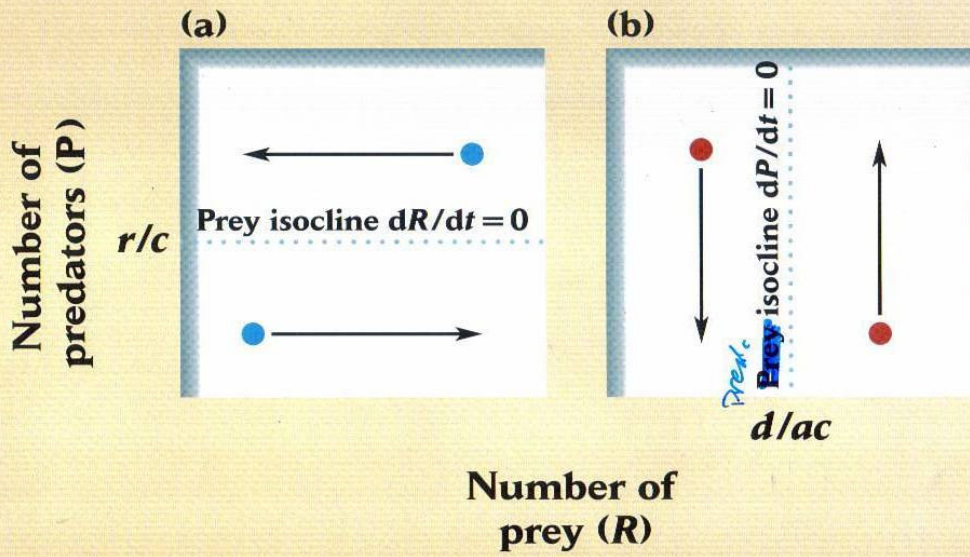 (a)
(b)
Number of
predators (P)
r/c
Prey isocline dR/dt = 0
Pred.
Prey isocline dP/dt = 0
d/ac
Number of
prey (R)